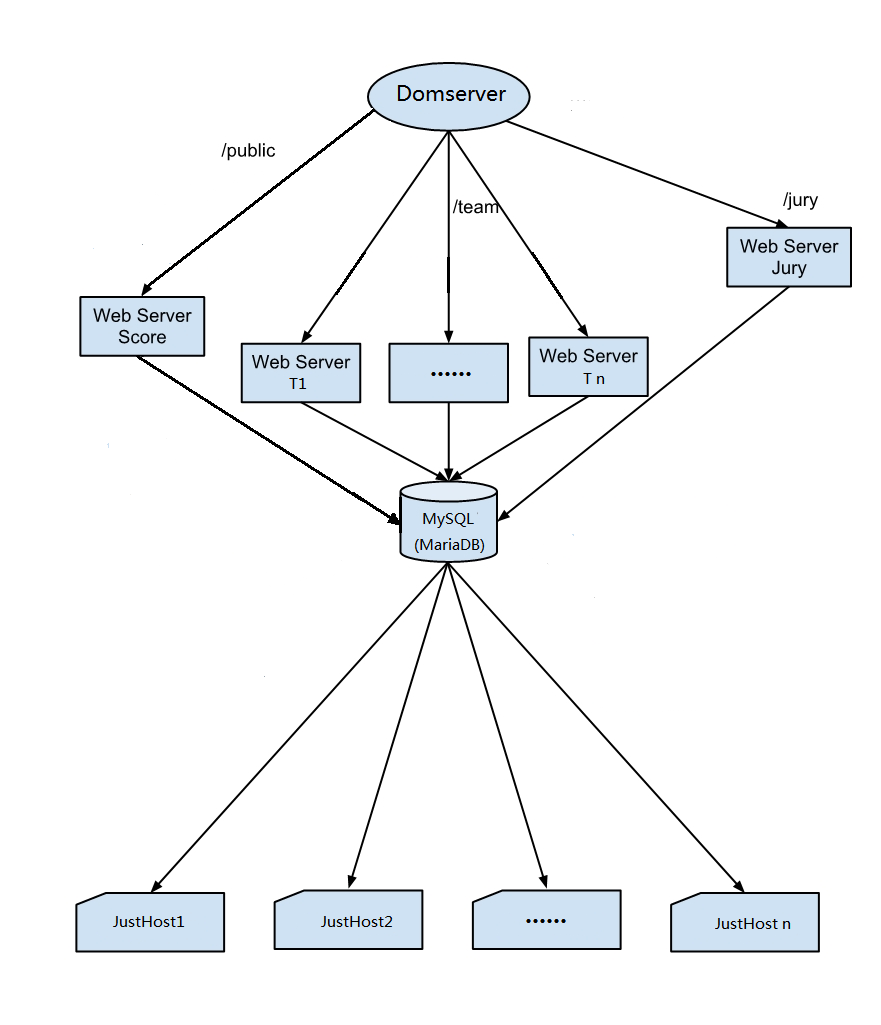 Domserver
/public
/team
/jury
Web Server
Jury
Web Server
Score
Web Server
T1
······
Web Server
T n
MySQL
(MariaDB)
JustHost1
JustHost2
······
JustHost n